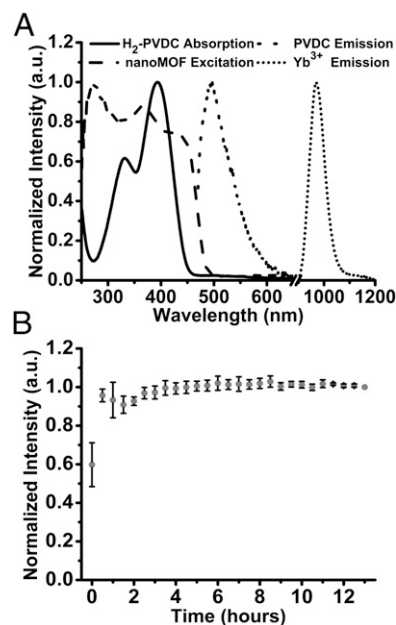 A
H₂-PVDC Absorption
PVDC Emission
nanoMOF Excitation
Yb³⁺ Emission
Normalized Intensity (a.u.)
1.2
1.0
0.8
0.6
0.4
0.2
0.0
300 400 500 600 1000 1200
Wavelength (nm)
B
Normalized Intensity (a.u.)
1.2
1.0
0.8
0.6
0.4
0.2
0.0
0 2 4 6 8 10 12
Time (hours)